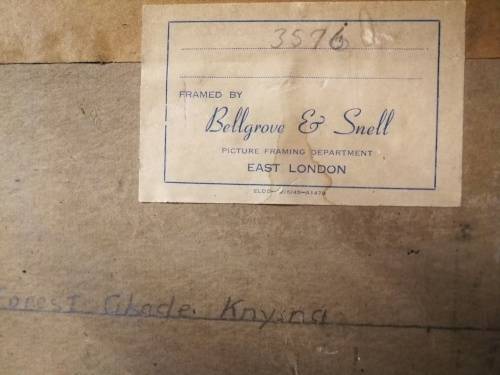 3576
FRAMED BY
Bellgrove & Snell
PICTURE FRAMING DEPARTMENT
EAST LONDON
Forest Glade. Knysna